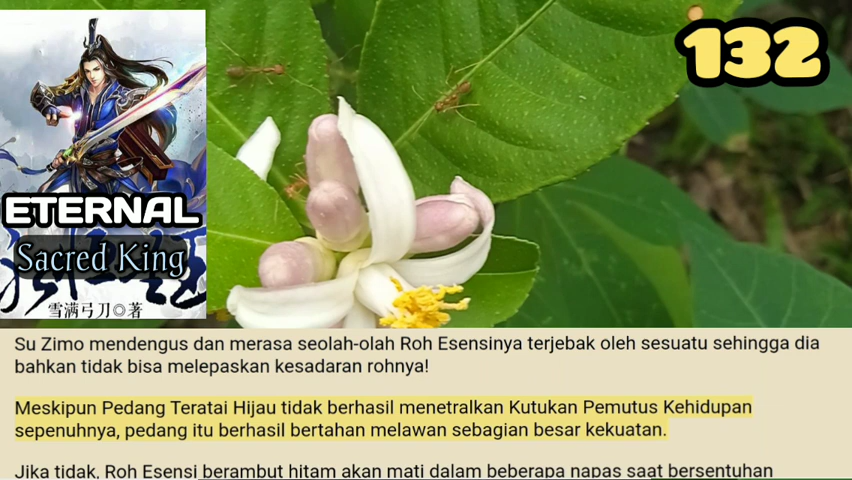 132
ETERNAL
Sacred King
雪满弓刀◎著
Su Zimo mendengus dan merasa seolah-olah Roh Esensinya terjebak oleh sesuatu sehingga dia
bahkan tidak bisa melepaskan kesadaran rohnya!
Meskipun Pedang Teratai Hijau tidak berhasil menetralkan Kutukan Pemutus Kehidupan
sepenuhnya, pedang itu berhasil bertahan melawan sebagian besar kekuatan.
Jika tidak, Roh Esensi berambut hitam akan mati dalam beberapa napas saat bersentuhan